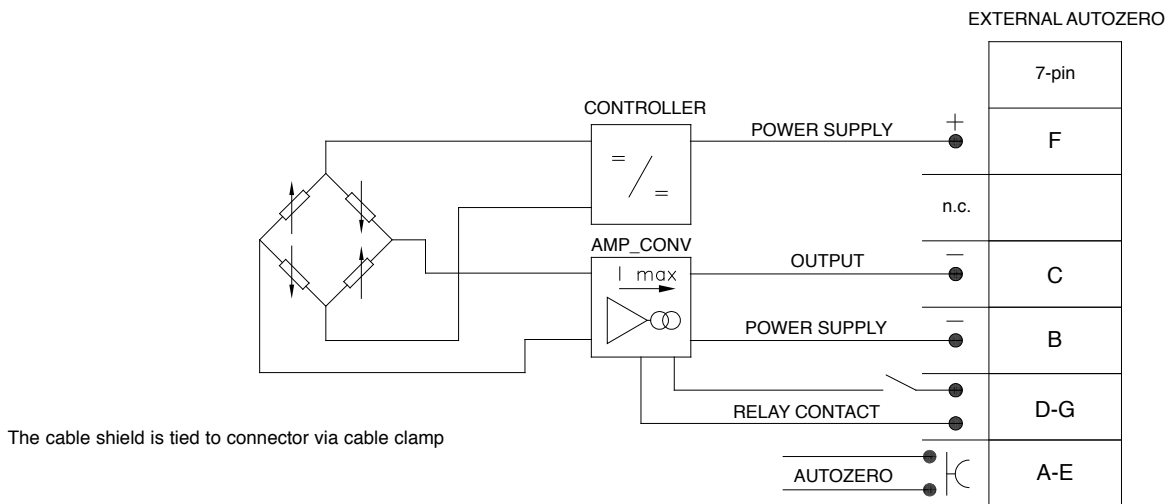 EXTERNAL AUTOZERO
7-pin
CONTROLLER
POWER SUPPLY
+
F
=
/
=
n.c.
AMP_CONV
I max
OUTPUT
−
C
POWER SUPPLY
−
B
RELAY CONTACT
D-G
The cable shield is tied to connector via cable clamp
AUTOZERO
A-E